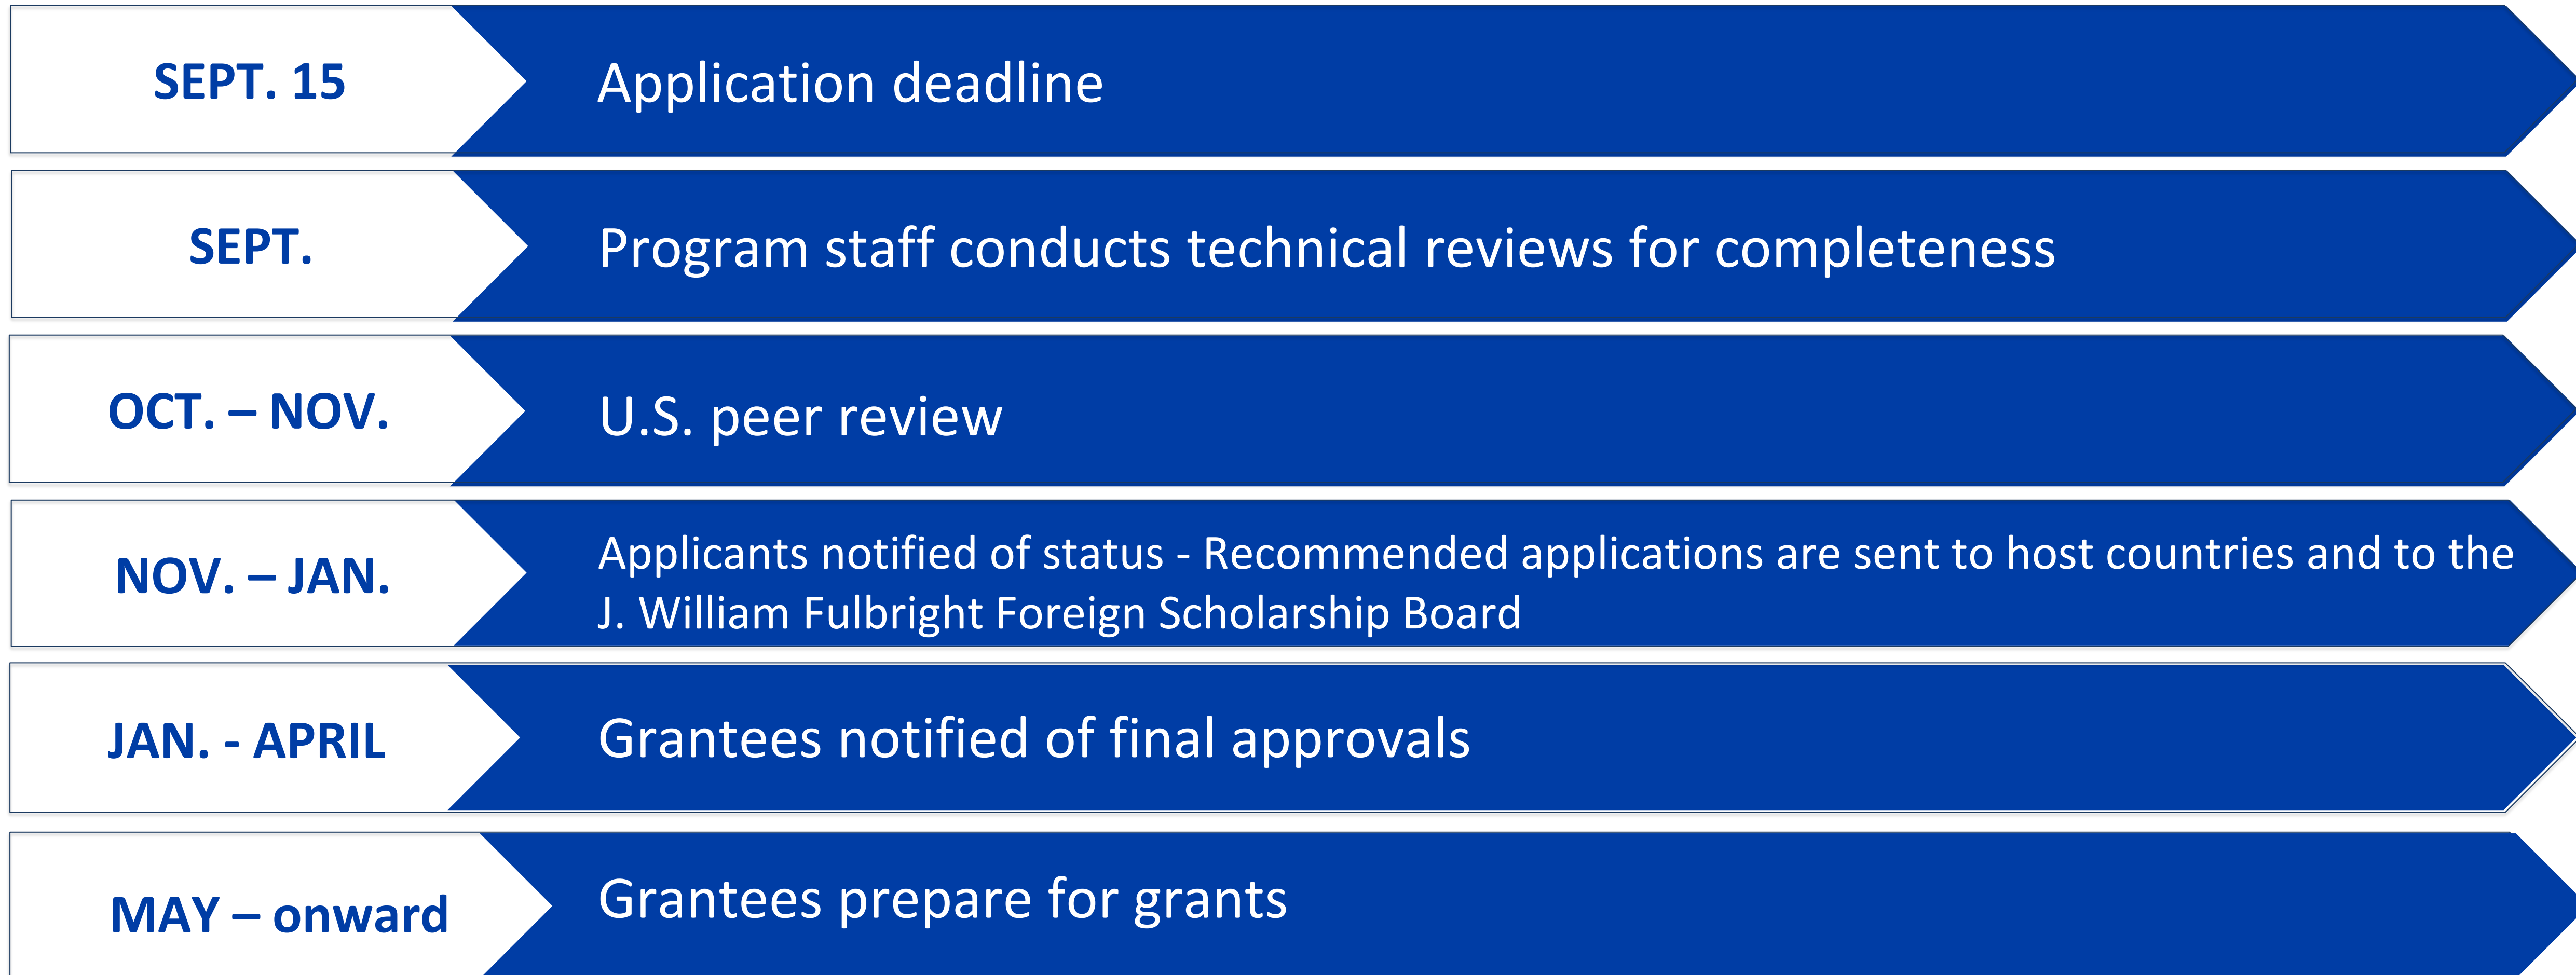 SEPT. 15
Application deadline
SEPT.
Program staff conducts technical reviews for completeness
OCT. – NOV.
U.S. peer review
NOV. – JAN.
Applicants notified of status - Recommended applications are sent to host countries and to the
J. William Fulbright Foreign Scholarship Board
JAN. - APRIL
Grantees notified of final approvals
MAY – onward
Grantees prepare for grants